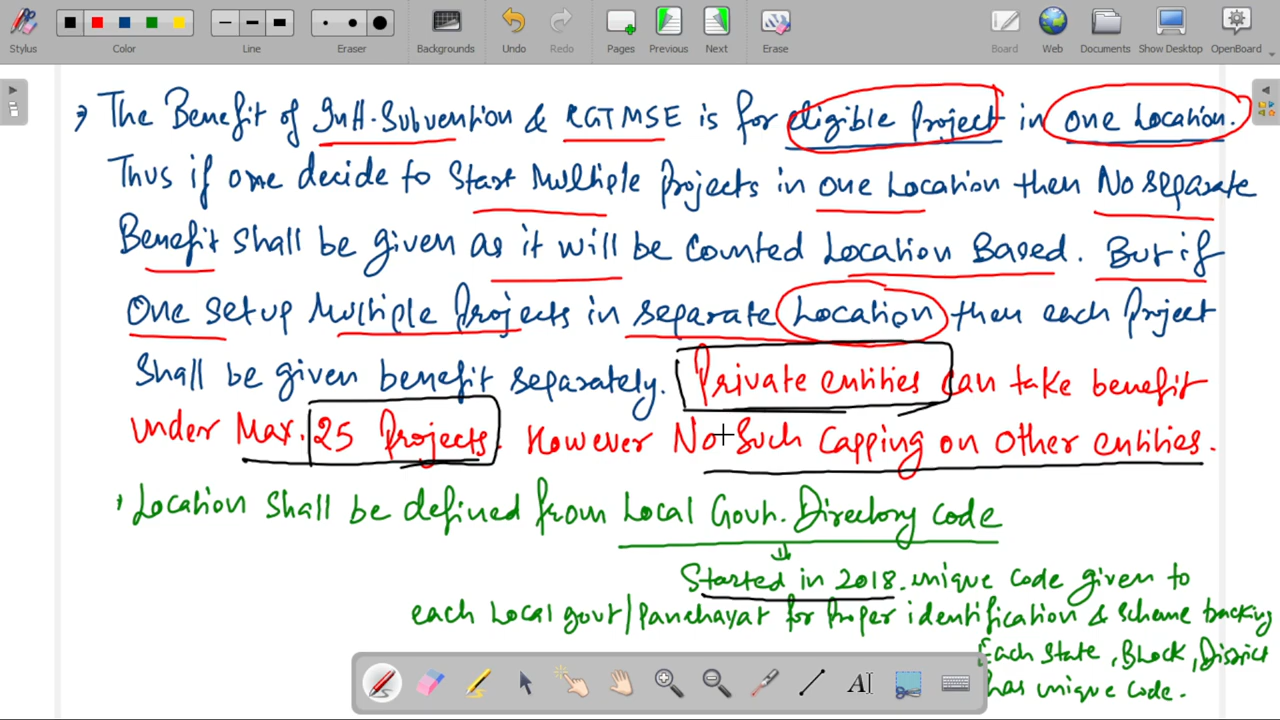 Stylus Color Line Eraser Backgrounds Undo Redo Pages Previous Next Erase Board Web Documents Show Desktop OpenBoard
The Benefit of Intt. Subvention & CGTMSE is for eligible Project in one Location.
Thus if one decide to Start Multiple Projects in one Location then No separate
Benefit shall be given as it will be counted Location Based. But if
One setup Multiple Projects in separate Location then each Project
Shall be given benefit separately. Private entities can take benefit
under Max. 25 Projects. However No Such Capping on Other entities.
Location Shall be defined from Local Govt. Directory code
Started in 2018. unique code given to
each Local govt/Panchayat for Proper identification & Scheme tracking
Each State, Block, District
has unique code.